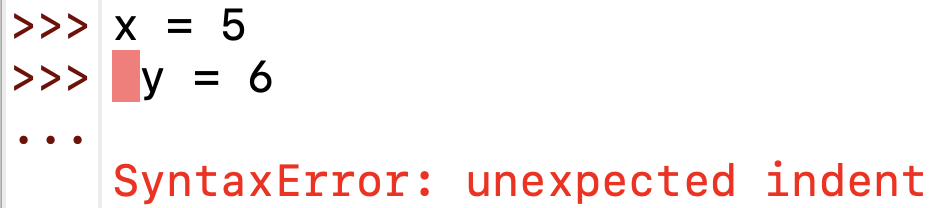 >>> x = 5
>>>  y = 6
...
SyntaxError: unexpected indent